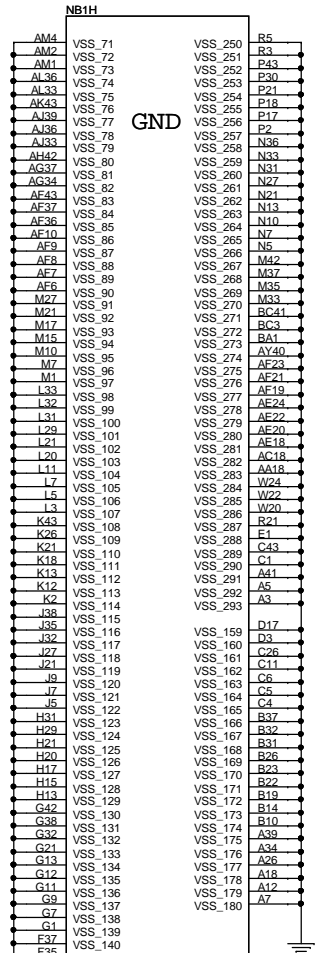 NB1H
AM4 VSS_71 VSS_250 R5
AM2 VSS_72 VSS_251 R3
AM1 VSS_73 VSS_252 P43
AL36 VSS_74 VSS_253 P30
AL33 VSS_75 VSS_254 P21
AK43 VSS_76 VSS_255 P18
AJ39 VSS_77 GND VSS_256 P17
AJ36 VSS_78 VSS_257 P2
AJ33 VSS_79 VSS_258 N36
AH42 VSS_80 VSS_259 N33
AG37 VSS_81 VSS_260 N31
AG34 VSS_82 VSS_261 N27
AF43 VSS_83 VSS_262 N21
AF37 VSS_84 VSS_263 N13
AF36 VSS_85 VSS_264 N10
AF10 VSS_86 VSS_265 N7
AF9 VSS_87 VSS_266 N5
AF8 VSS_88 VSS_267 M42
AF7 VSS_89 VSS_268 M37
AF6 VSS_90 VSS_269 M35
M27 VSS_91 VSS_270 M33
M21 VSS_92 VSS_271 BC41
M17 VSS_93 VSS_272 BC3
M15 VSS_94 VSS_273 BA1
M10 VSS_95 VSS_274 AY40
M7 VSS_96 VSS_275 AF23
M1 VSS_97 VSS_276 AF21
L33 VSS_98 VSS_277 AF19
L32 VSS_99 VSS_278 AE24
L31 VSS_100 VSS_279 AE22
L29 VSS_101 VSS_280 AE20
L21 VSS_102 VSS_281 AE18
L20 VSS_103 VSS_282 AC18
L11 VSS_104 VSS_283 AA18
L7 VSS_105 VSS_284 W24
L5 VSS_106 VSS_285 W22
L3 VSS_107 VSS_286 W20
K43 VSS_108 VSS_287 R21
K26 VSS_109 VSS_288 E1
K21 VSS_110 VSS_289 C43
K18 VSS_111 VSS_290 C1
K13 VSS_112 VSS_291 A41
K12 VSS_113 VSS_292 A5
K2 VSS_114 VSS_293 A3
J38 VSS_115
J35 VSS_116 VSS_159 D17
J32 VSS_117 VSS_160 D3
J27 VSS_118 VSS_161 C26
J21 VSS_119 VSS_162 C11
J9 VSS_120 VSS_163 C6
J7 VSS_121 VSS_164 C5
J5 VSS_122 VSS_165 C4
H31 VSS_123 VSS_166 B37
H29 VSS_124 VSS_167 B32
H21 VSS_125 VSS_168 B31
H20 VSS_126 VSS_169 B26
H17 VSS_127 VSS_170 B23
H15 VSS_128 VSS_171 B22
H13 VSS_129 VSS_172 B19
G42 VSS_130 VSS_173 B14
G38 VSS_131 VSS_174 B10
G32 VSS_132 VSS_175 A39
G21 VSS_133 VSS_176 A34
G13 VSS_134 VSS_177 A26
G12 VSS_135 VSS_178 A18
G11 VSS_136 VSS_179 A12
G9 VSS_137 VSS_180 A7
G7 VSS_138
G1 VSS_139
F37 VSS_140
F35